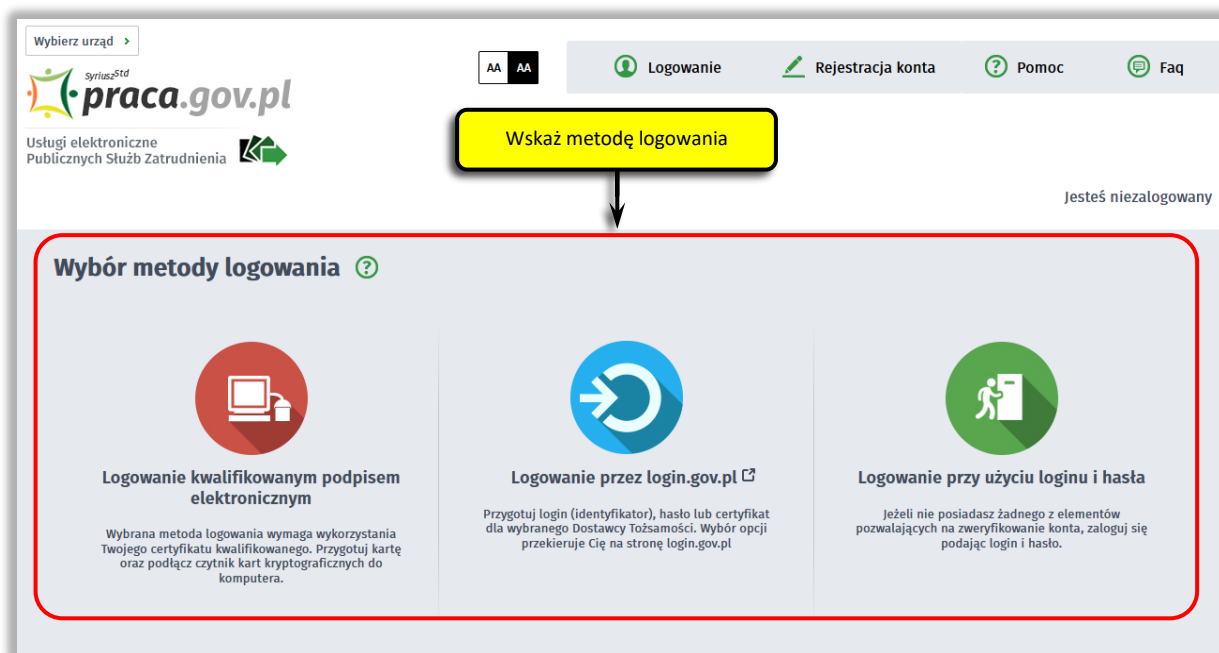 Wybierz urząd
SyriuszStd
praca.gov.pl
Usługi elektroniczne
Publicznych Służb Zatrudnienia
AA AA
Logowanie
Rejestracja konta
Pomoc
Faq
Wskaż metodę logowania
Jesteś niezalogowany
Wybór metody logowania
Logowanie kwalifikowanym podpisem
elektronicznym
Wybrana metoda logowania wymaga wykorzystania
Twojego certyfikatu kwalifikowanego. Przygotuj kartę
oraz podłącz czytnik kart kryptograficznych do
komputera.
Logowanie przez login.gov.pl
Przygotuj login (identyfikator), hasło lub certyfikat
dla wybranego Dostawcy Tożsamości. Wybór opcji
przekieruje Cię na stronę login.gov.pl
Logowanie przy użyciu loginu i hasła
Jeżeli nie posiadasz żadnego z elementów
pozwalających na zweryfikowanie konta, zaloguj się
podając login i hasło.